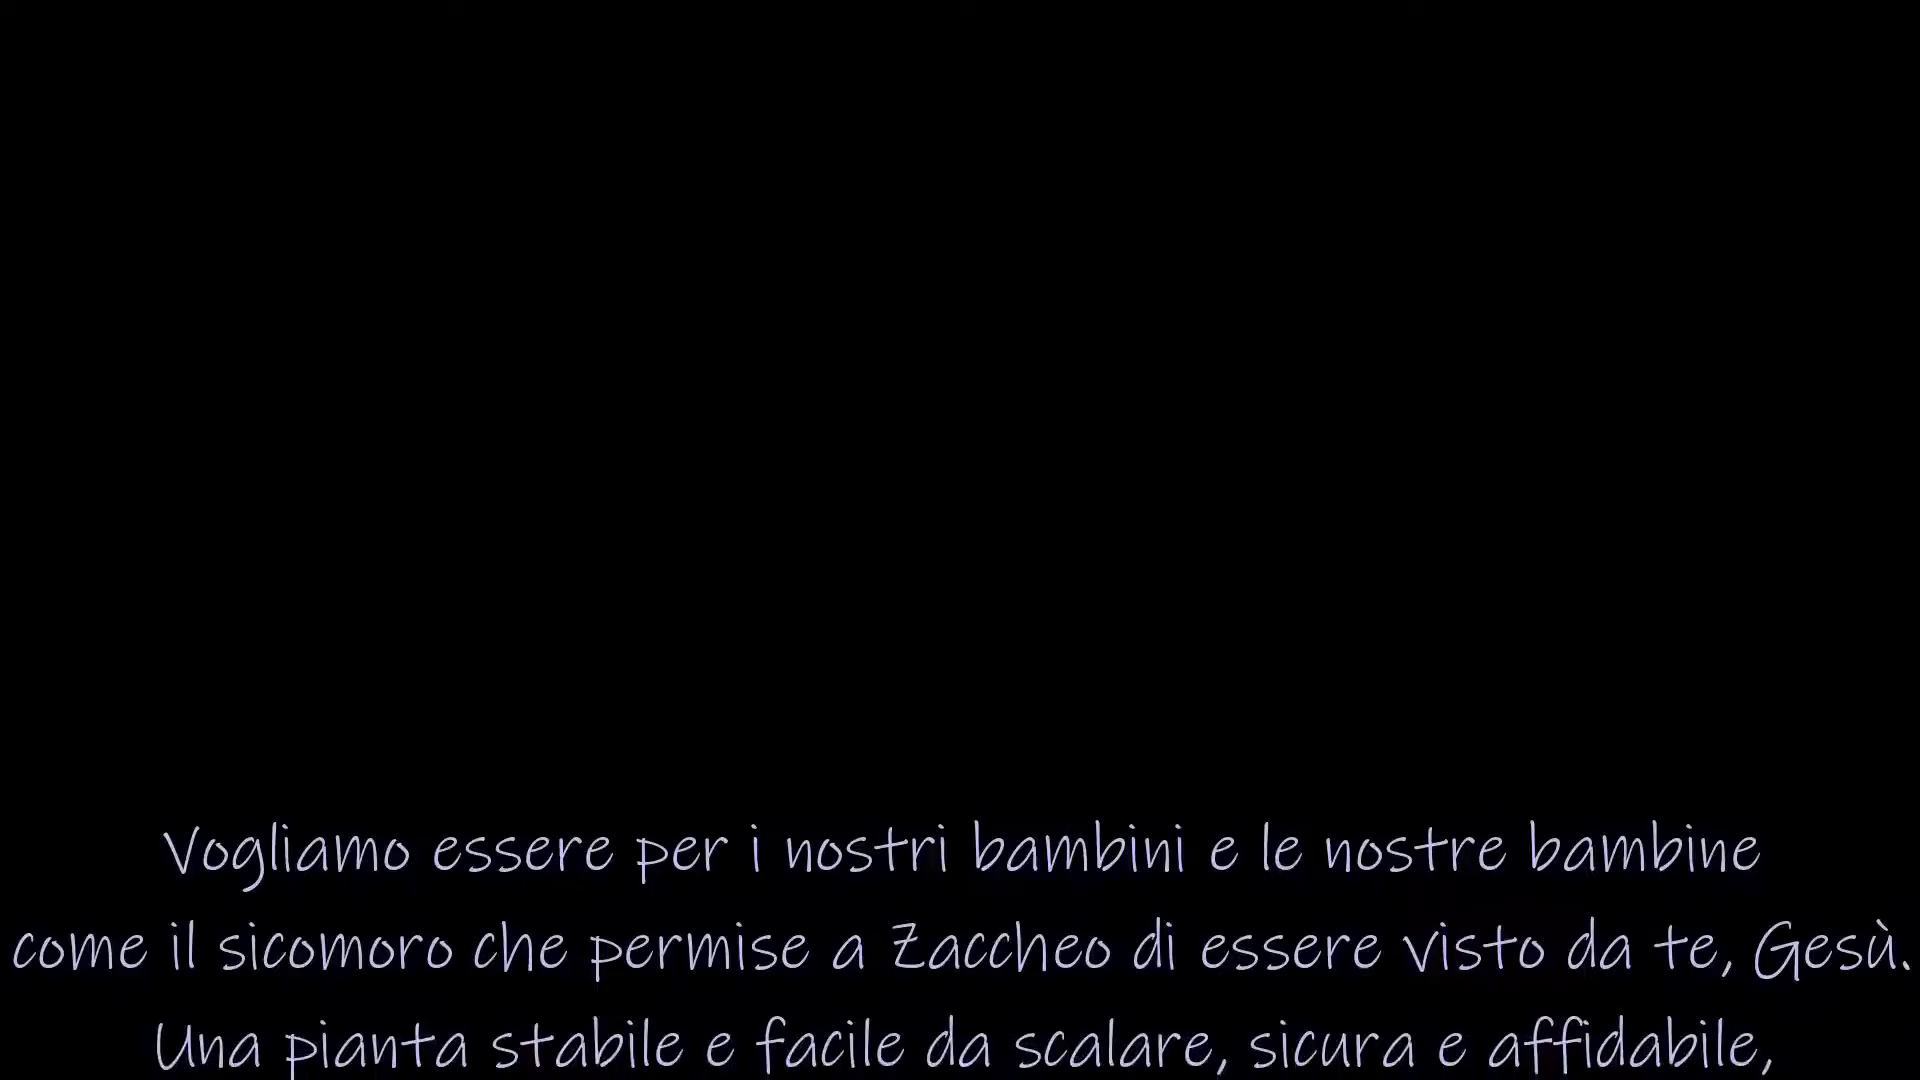 Vogliamo essere per i nostri bambini e le nostre bambine
come il sicomoro che permise a Zaccheo di essere visto da te, Gesù.
Una pianta stabile e facile da scalare, sicura e affidabile,